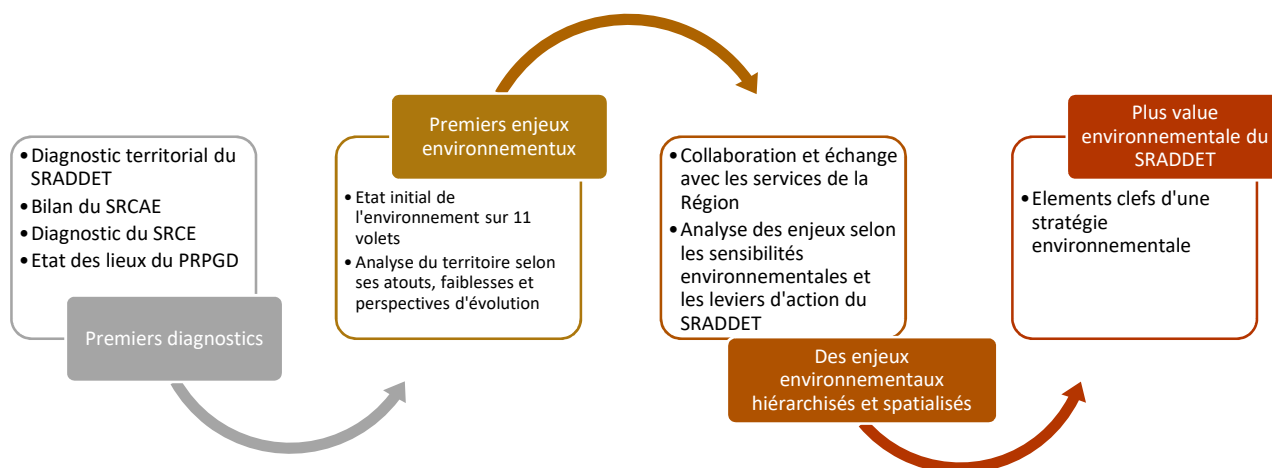 •Diagnostic territorial du
SRADDET
•Bilan du SRCAE
•Diagnostic du SRCE
•Etat des lieux du PRPGD
Premiers diagnostics
Premiers enjeux
environnementux
•Etat initial de
l'environnement sur 11
volets
•Analyse du territoire selon
ses atouts, faiblesses et
perspectives d'évolution
•Collaboration et échange
avec les services de la
Région
•Analyse des enjeux selon
les sensibilités
environnementales et
les leviers d'action du
SRADDET
Des enjeux
environnementaux
hiérarchisés et spatialisés
Plus value
environnementale du
SRADDET
•Elements clefs d'une
stratégie
environnementale